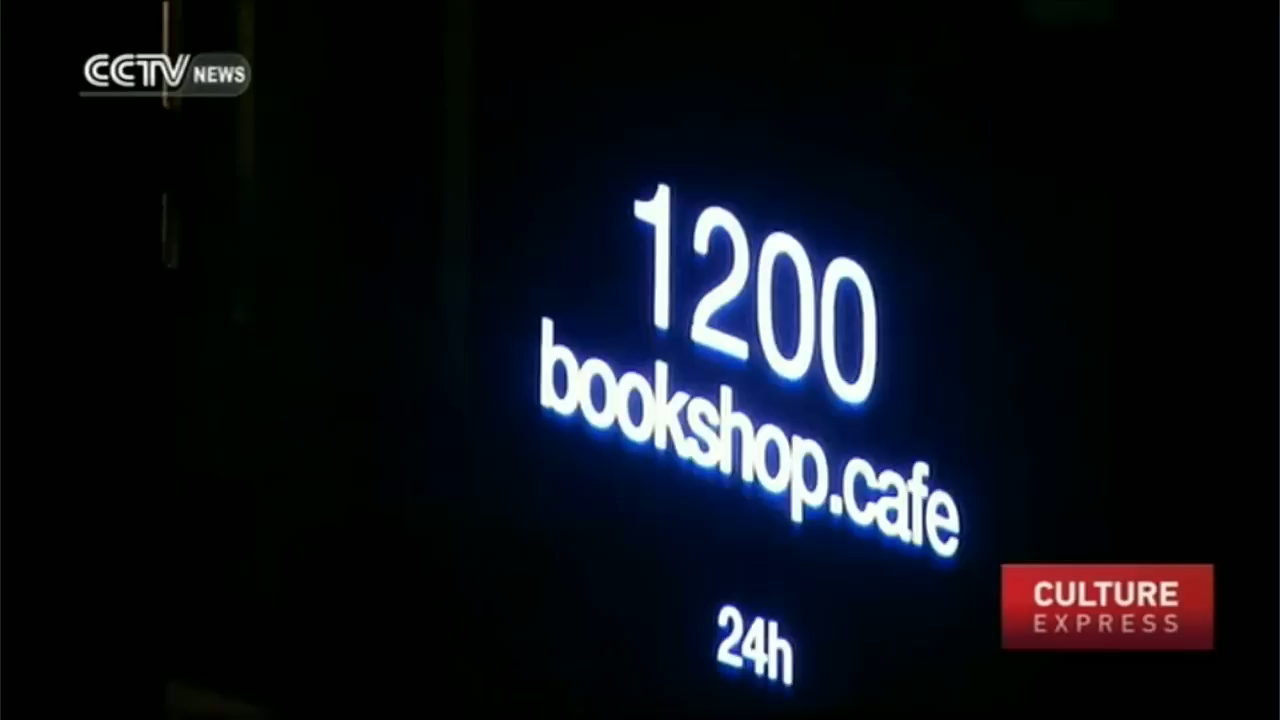 CCTV NEWS
1200
bookshop.cafe
24h
CULTURE
EXPRESS